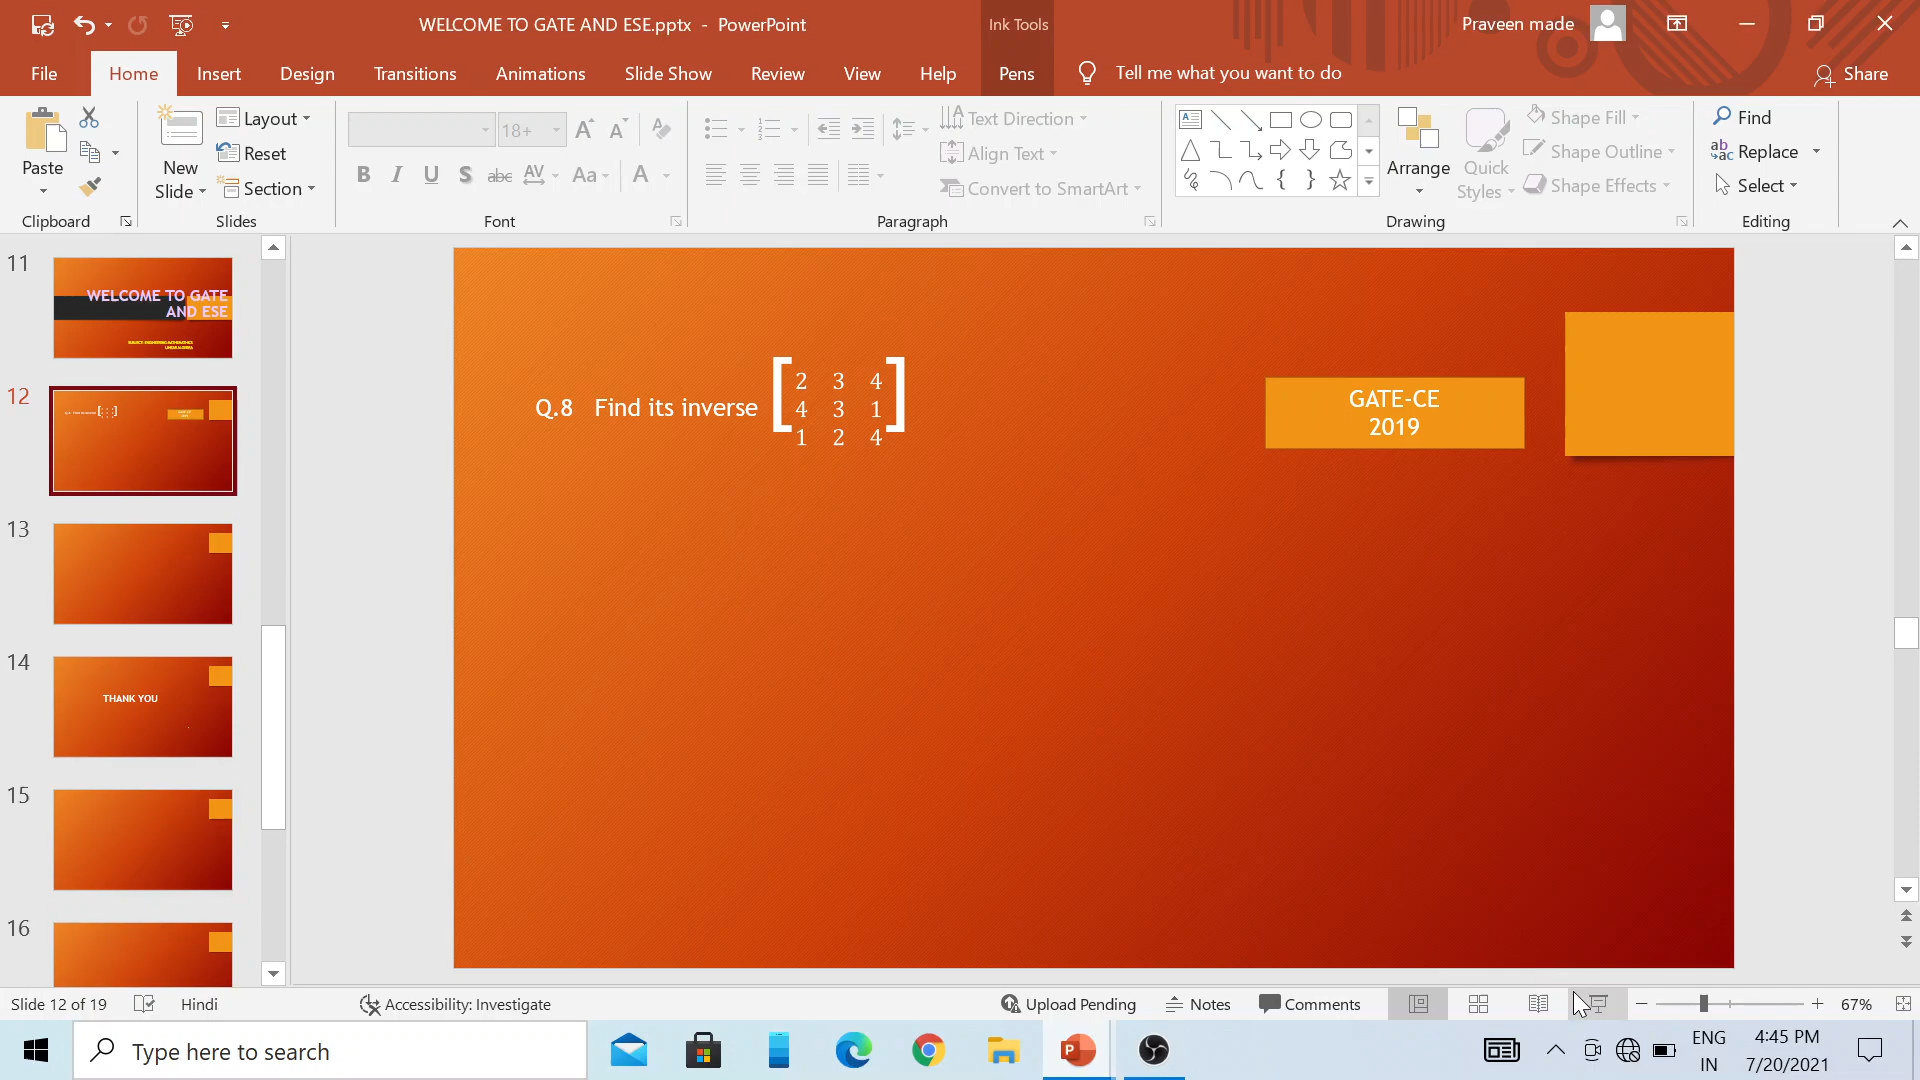 WELCOME TO GATE AND ESE.pptx - PowerPoint
Ink Tools
Praveen made
File
Home
Insert
Design
Transitions
Animations
Slide Show
Review
View
Help
Pens
Tell me what you want to do
Share
Paste
New
Slide
Layout
Reset
Section
18+
Text Direction
Align Text
Convert to SmartArt
Arrange
Quick
Styles
Shape Fill
Shape Outline
Shape Effects
Find
Replace
Select
Clipboard
Slides
Font
Paragraph
Drawing
Editing
11
WELCOME TO GATE
AND ESE
SUBJECT: ENGINEERING MATHEMATICS
LINEAR ALGEBRA
12
13
14
THANK YOU
15
16
Q.8 Find its inverse
2 3 4
4 3 1
1 2 4
GATE-CE
2019
Slide 12 of 19
Hindi
Accessibility: Investigate
Upload Pending
Notes
Comments
67%
Type here to search
ENG
IN
4:45 PM
7/20/2021